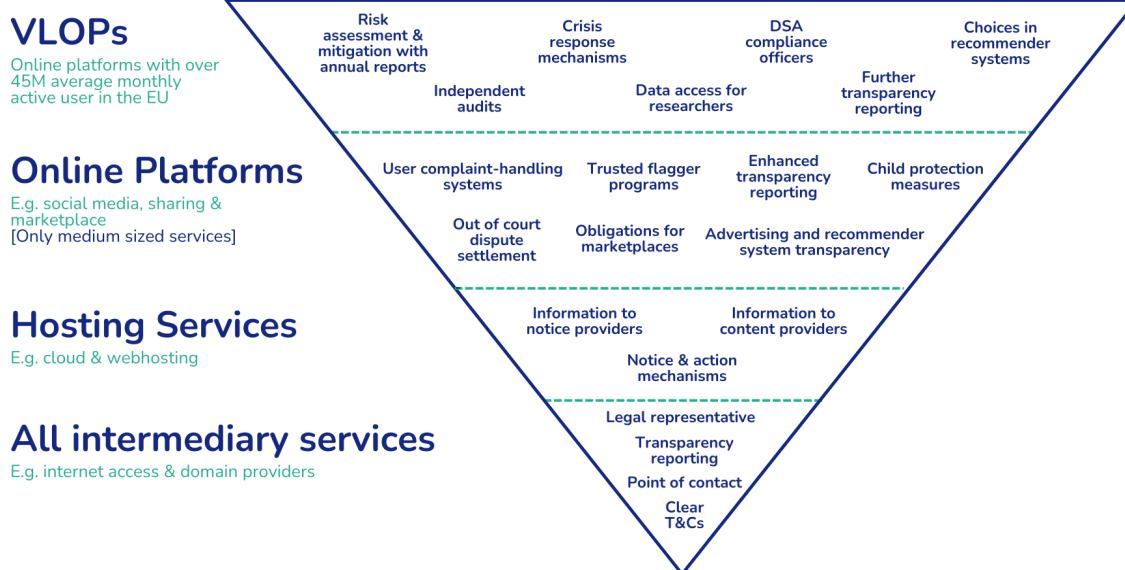 VLOPs
Online platforms with over
45M average monthly
active user in the EU
Risk
assessment &
mitigation with
annual reports
Crisis
response
mechanisms
DSA
compliance
officers
Choices in
recommender
systems
Independent
audits
Data access for
researchers
Further
transparency
reporting
Online Platforms
E.g. social media, sharing &
marketplace
[Only medium sized services]
User complaint-handling
systems
Trusted flagger
programs
Enhanced
transparency
reporting
Child protection
measures
Out of court
dispute
settlement
Obligations for
marketplaces
Advertising and recommender
system transparency
Hosting Services
E.g. cloud & webhosting
Information to
notice providers
Information to
content providers
Notice & action
mechanisms
All intermediary services
E.g. internet access & domain providers
Legal representative
Transparency
reporting
Point of contact
Clear
T&Cs